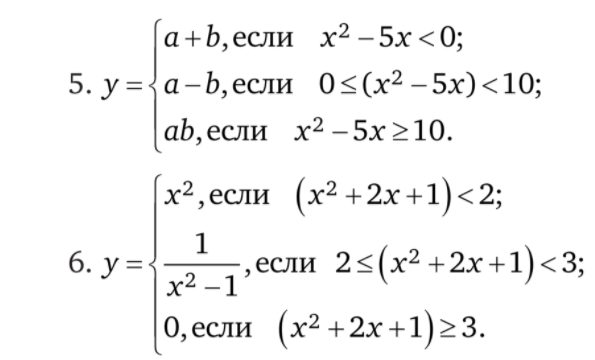 a + b, если x² – 5x < 0;
5. y = a – b, если 0 ≤ (x² – 5x) < 10;
ab, если x² – 5x ≥ 10.
x², если (x² + 2x + 1) < 2;
6. y = 1/(x² – 1), если 2 ≤ (x² + 2x + 1) < 3;
0, если (x² + 2x + 1) ≥ 3.